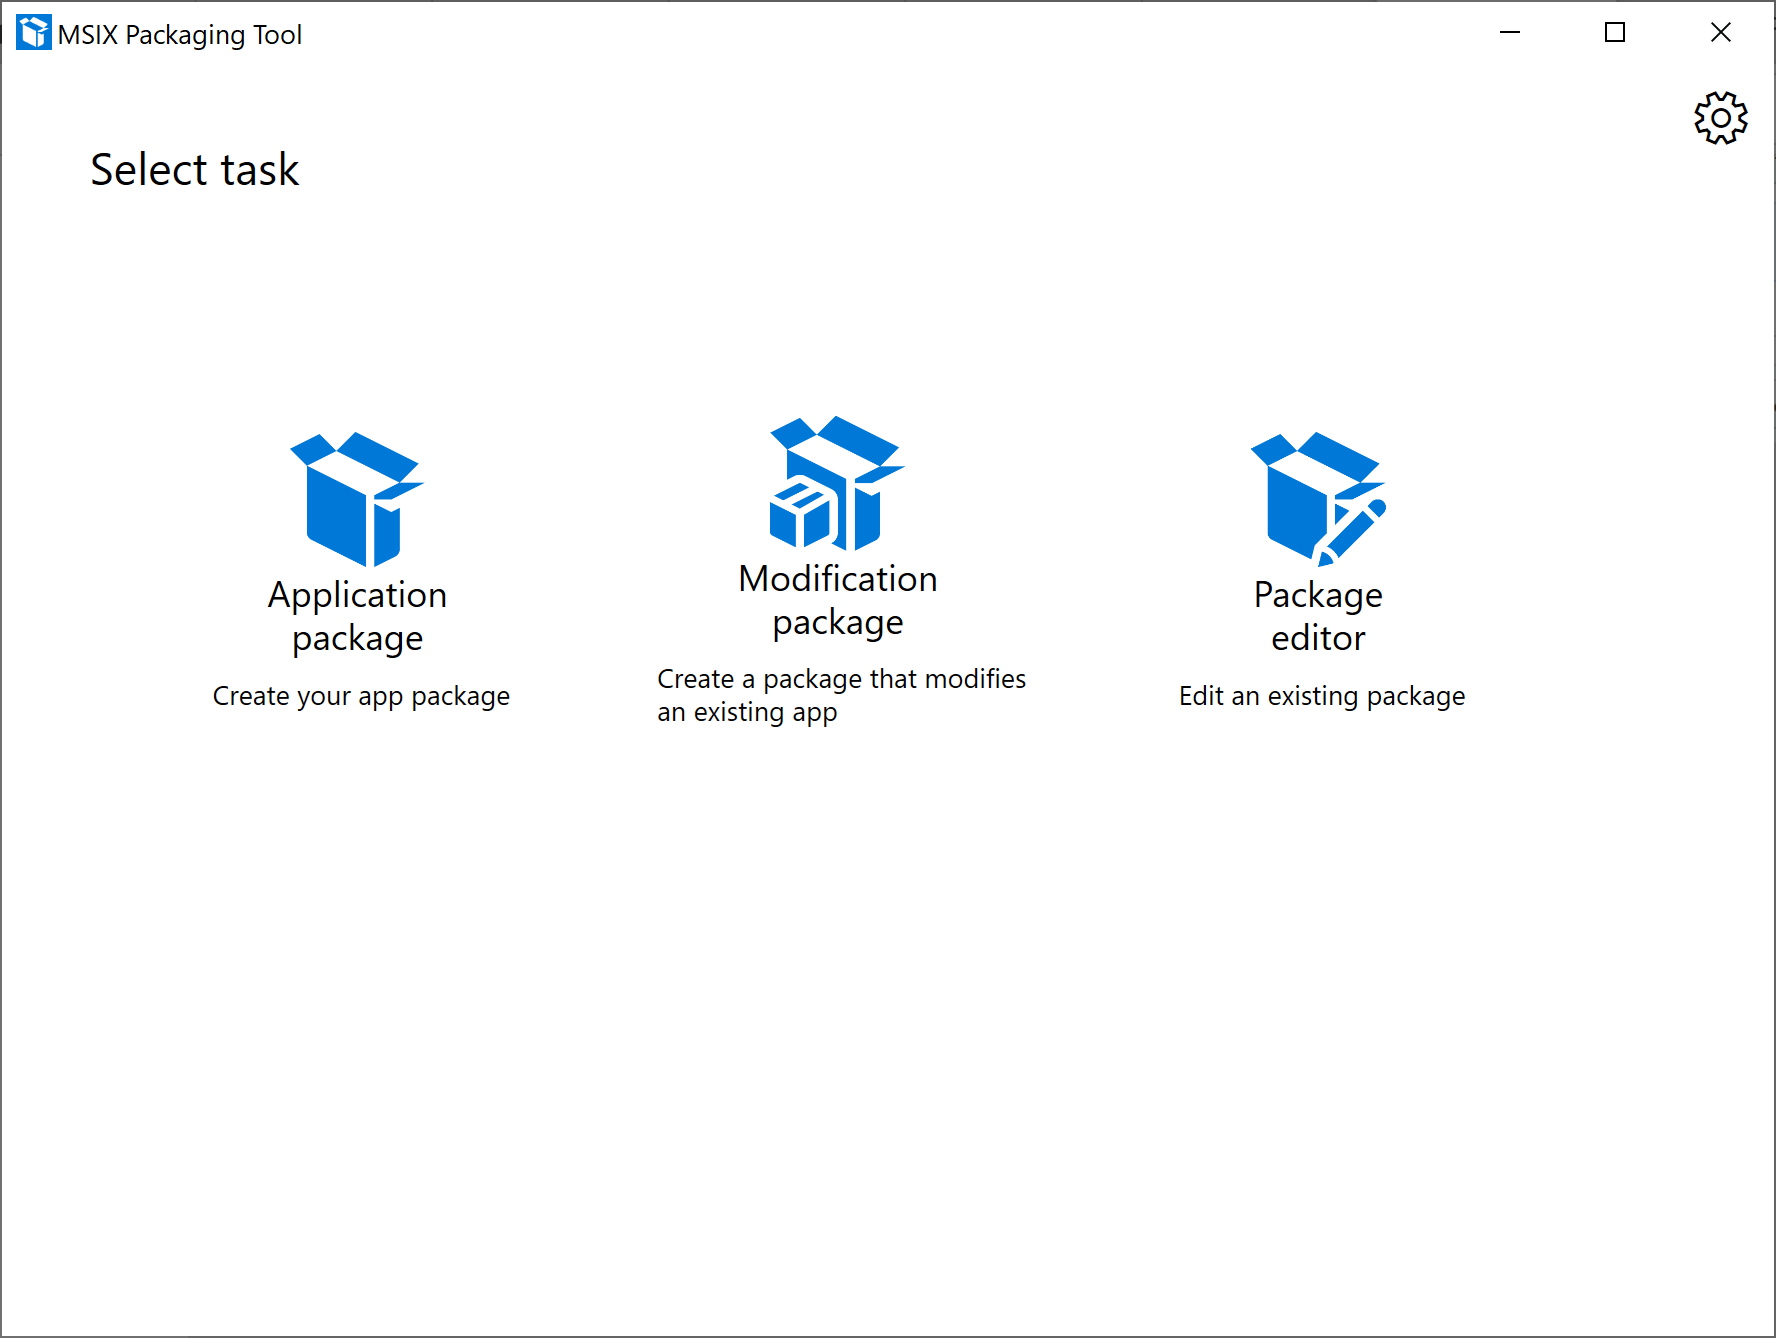 MSIX Packaging Tool
Select task
Application
package
Create your app package
Modification
package
Create a package that modifies
an existing app
Package
editor
Edit an existing package